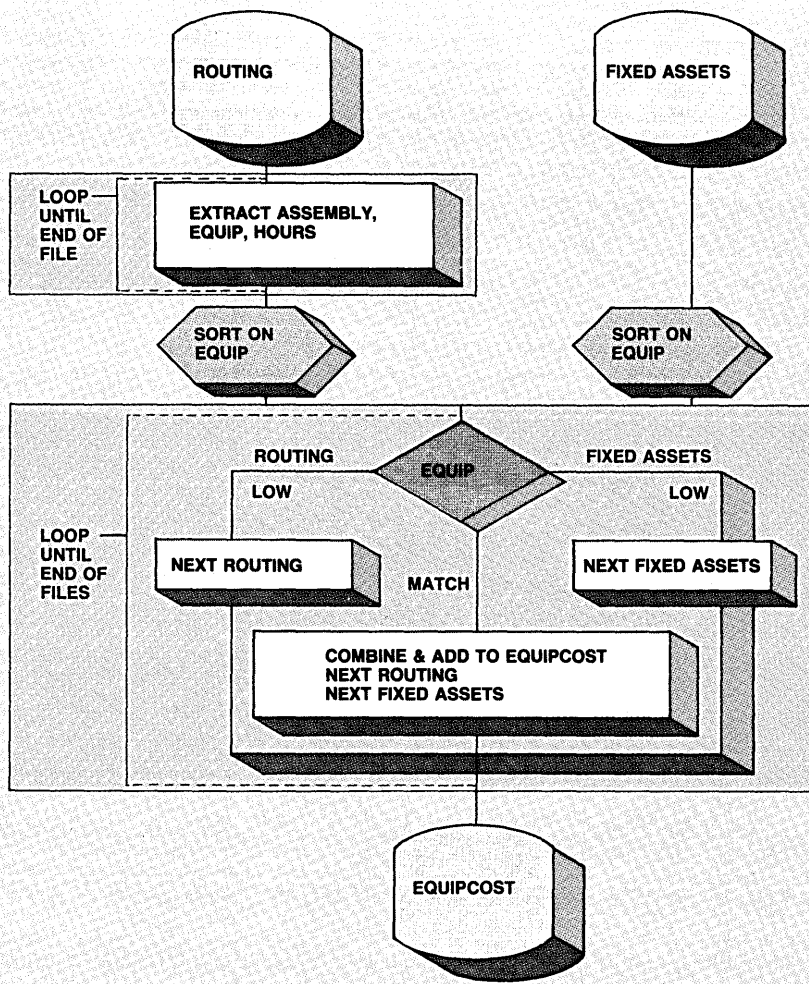 ROUTING
FIXED ASSETS
LOOP
UNTIL
END OF
FILE
EXTRACT ASSEMBLY,
EQUIP, HOURS
SORT ON
EQUIP
SORT ON
EQUIP
ROUTING
EQUIP
FIXED ASSETS
LOW
LOW
LOOP
UNTIL
END OF
FILES
NEXT ROUTING
MATCH
NEXT FIXED ASSETS
COMBINE & ADD TO EQUIPCOST
NEXT ROUTING
NEXT FIXED ASSETS
EQUIPCOST